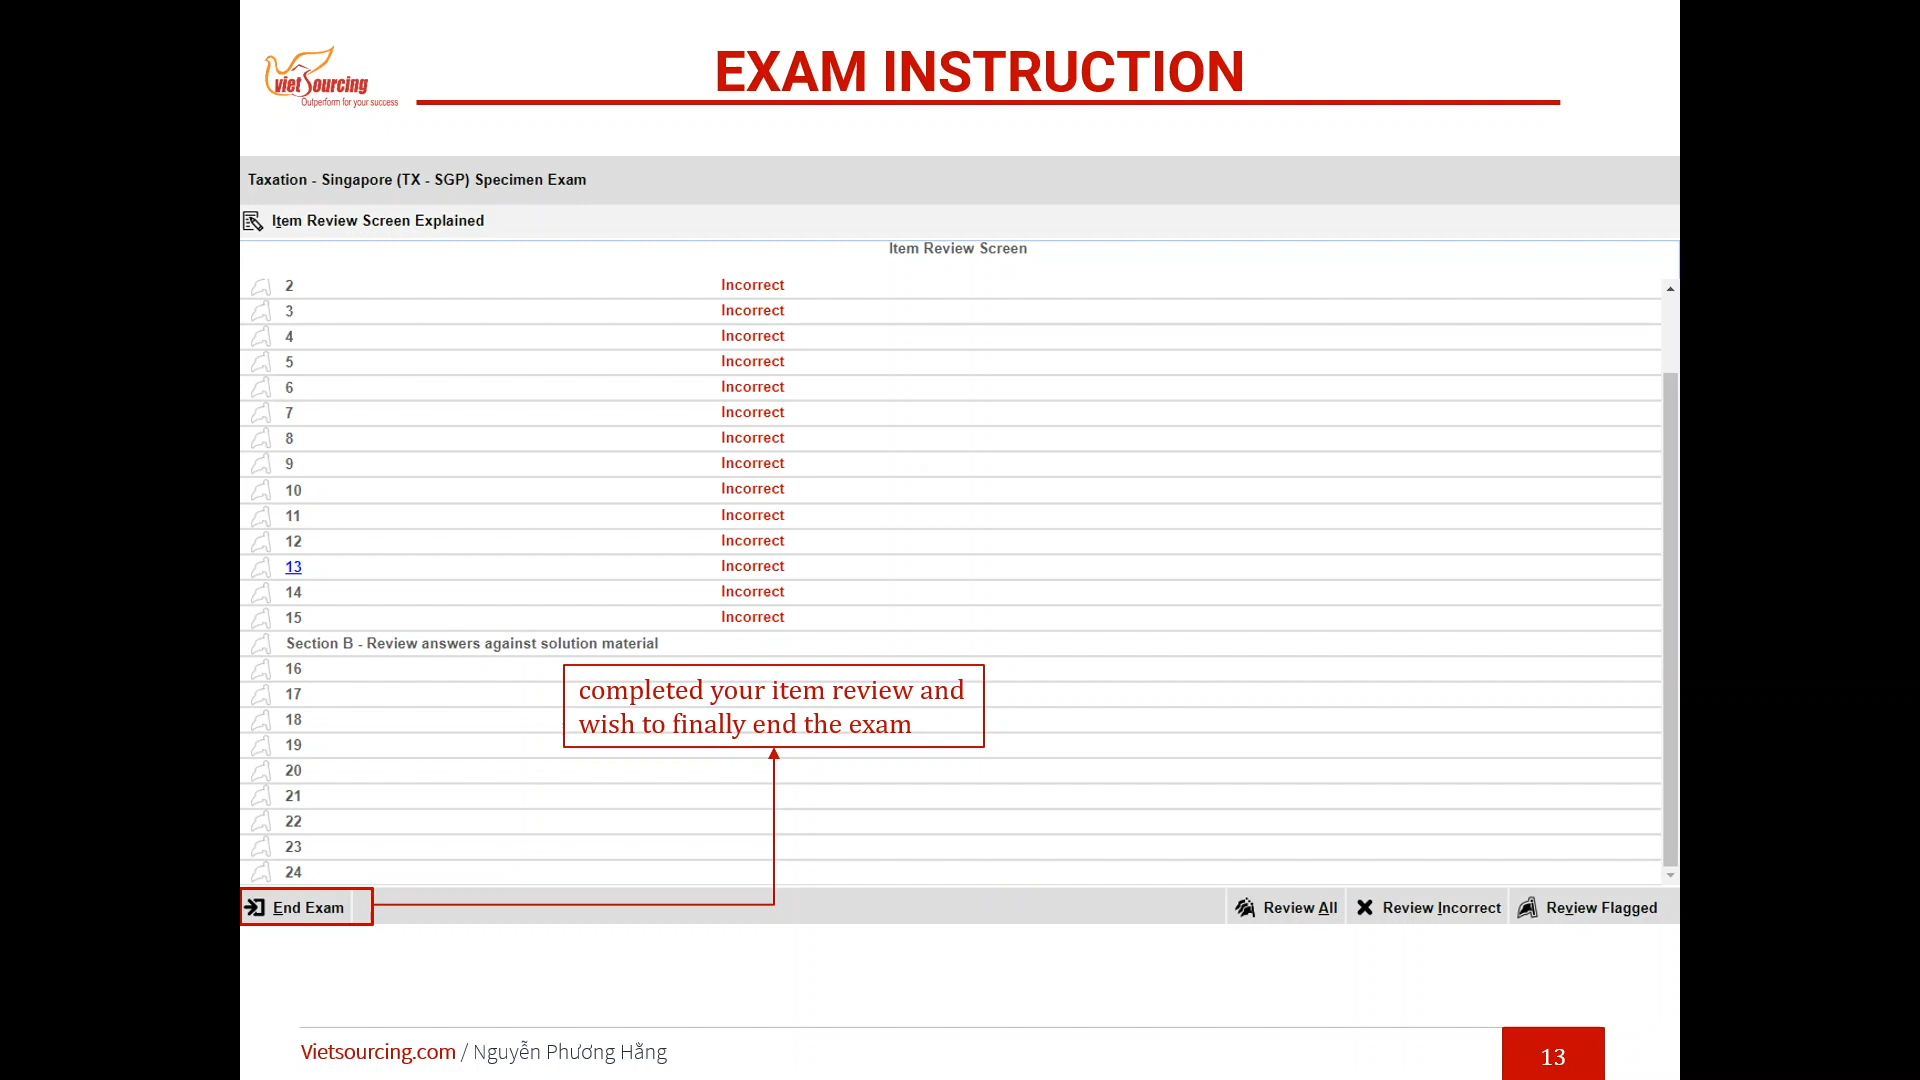 vietSourcing
Outperform for your success
EXAM INSTRUCTION
Taxation - Singapore (TX - SGP) Specimen Exam
Item Review Screen Explained
Item Review Screen
2 Incorrect
3 Incorrect
4 Incorrect
5 Incorrect
6 Incorrect
7 Incorrect
8 Incorrect
9 Incorrect
10 Incorrect
11 Incorrect
12 Incorrect
13 Incorrect
14 Incorrect
15 Incorrect
Section B - Review answers against solution material
16
17
18
19
20
21
22
23
24
completed your item review and
wish to finally end the exam
End Exam Review All Review Incorrect Review Flagged
Vietsourcing.com / Nguyễn Phương Hằng
13